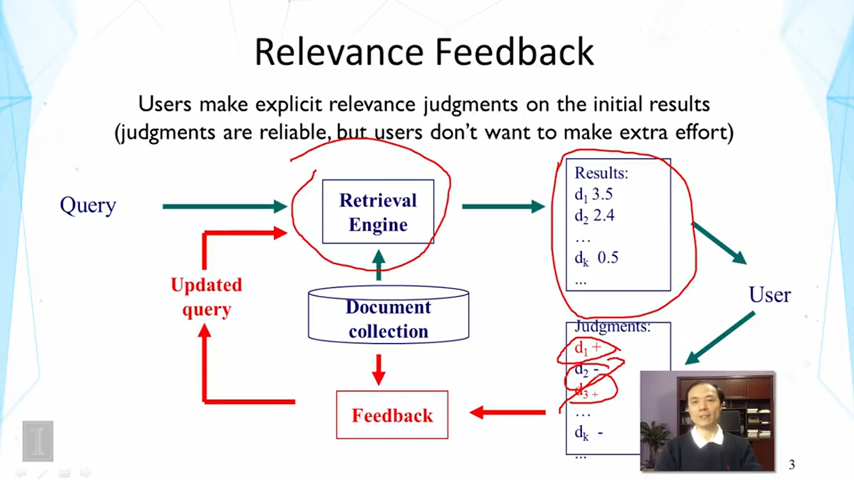 Relevance Feedback
Users make explicit relevance judgments on the initial results
(judgments are reliable, but users don't want to make extra effort)
Query
Retrieval
Engine
Results:
d1 3.5
d2 2.4
…
dk 0.5
...
User
Updated
query
Document
collection
Judgments:
d1 +
d2 -
d3 +
…
dk -
...
Feedback
3